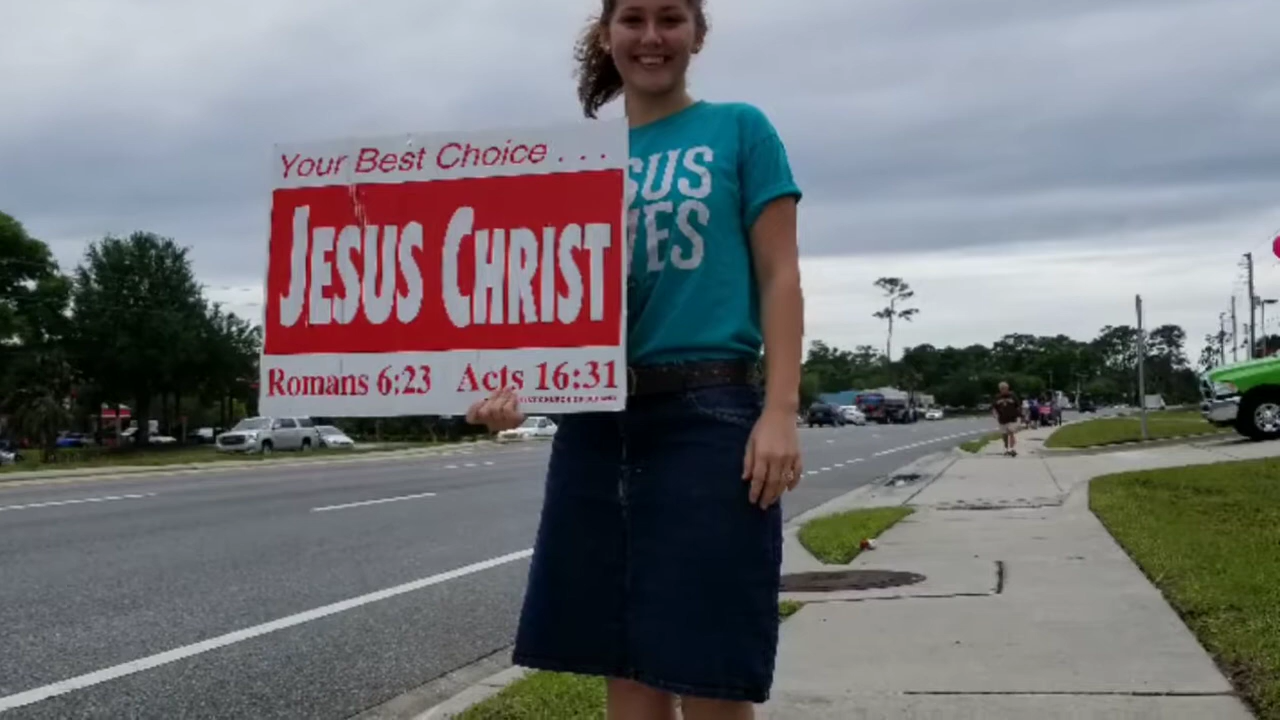 Your Best Choice . . .
JESUS CHRIST
Romans 6:23 Acts 16:31
SUS
VES